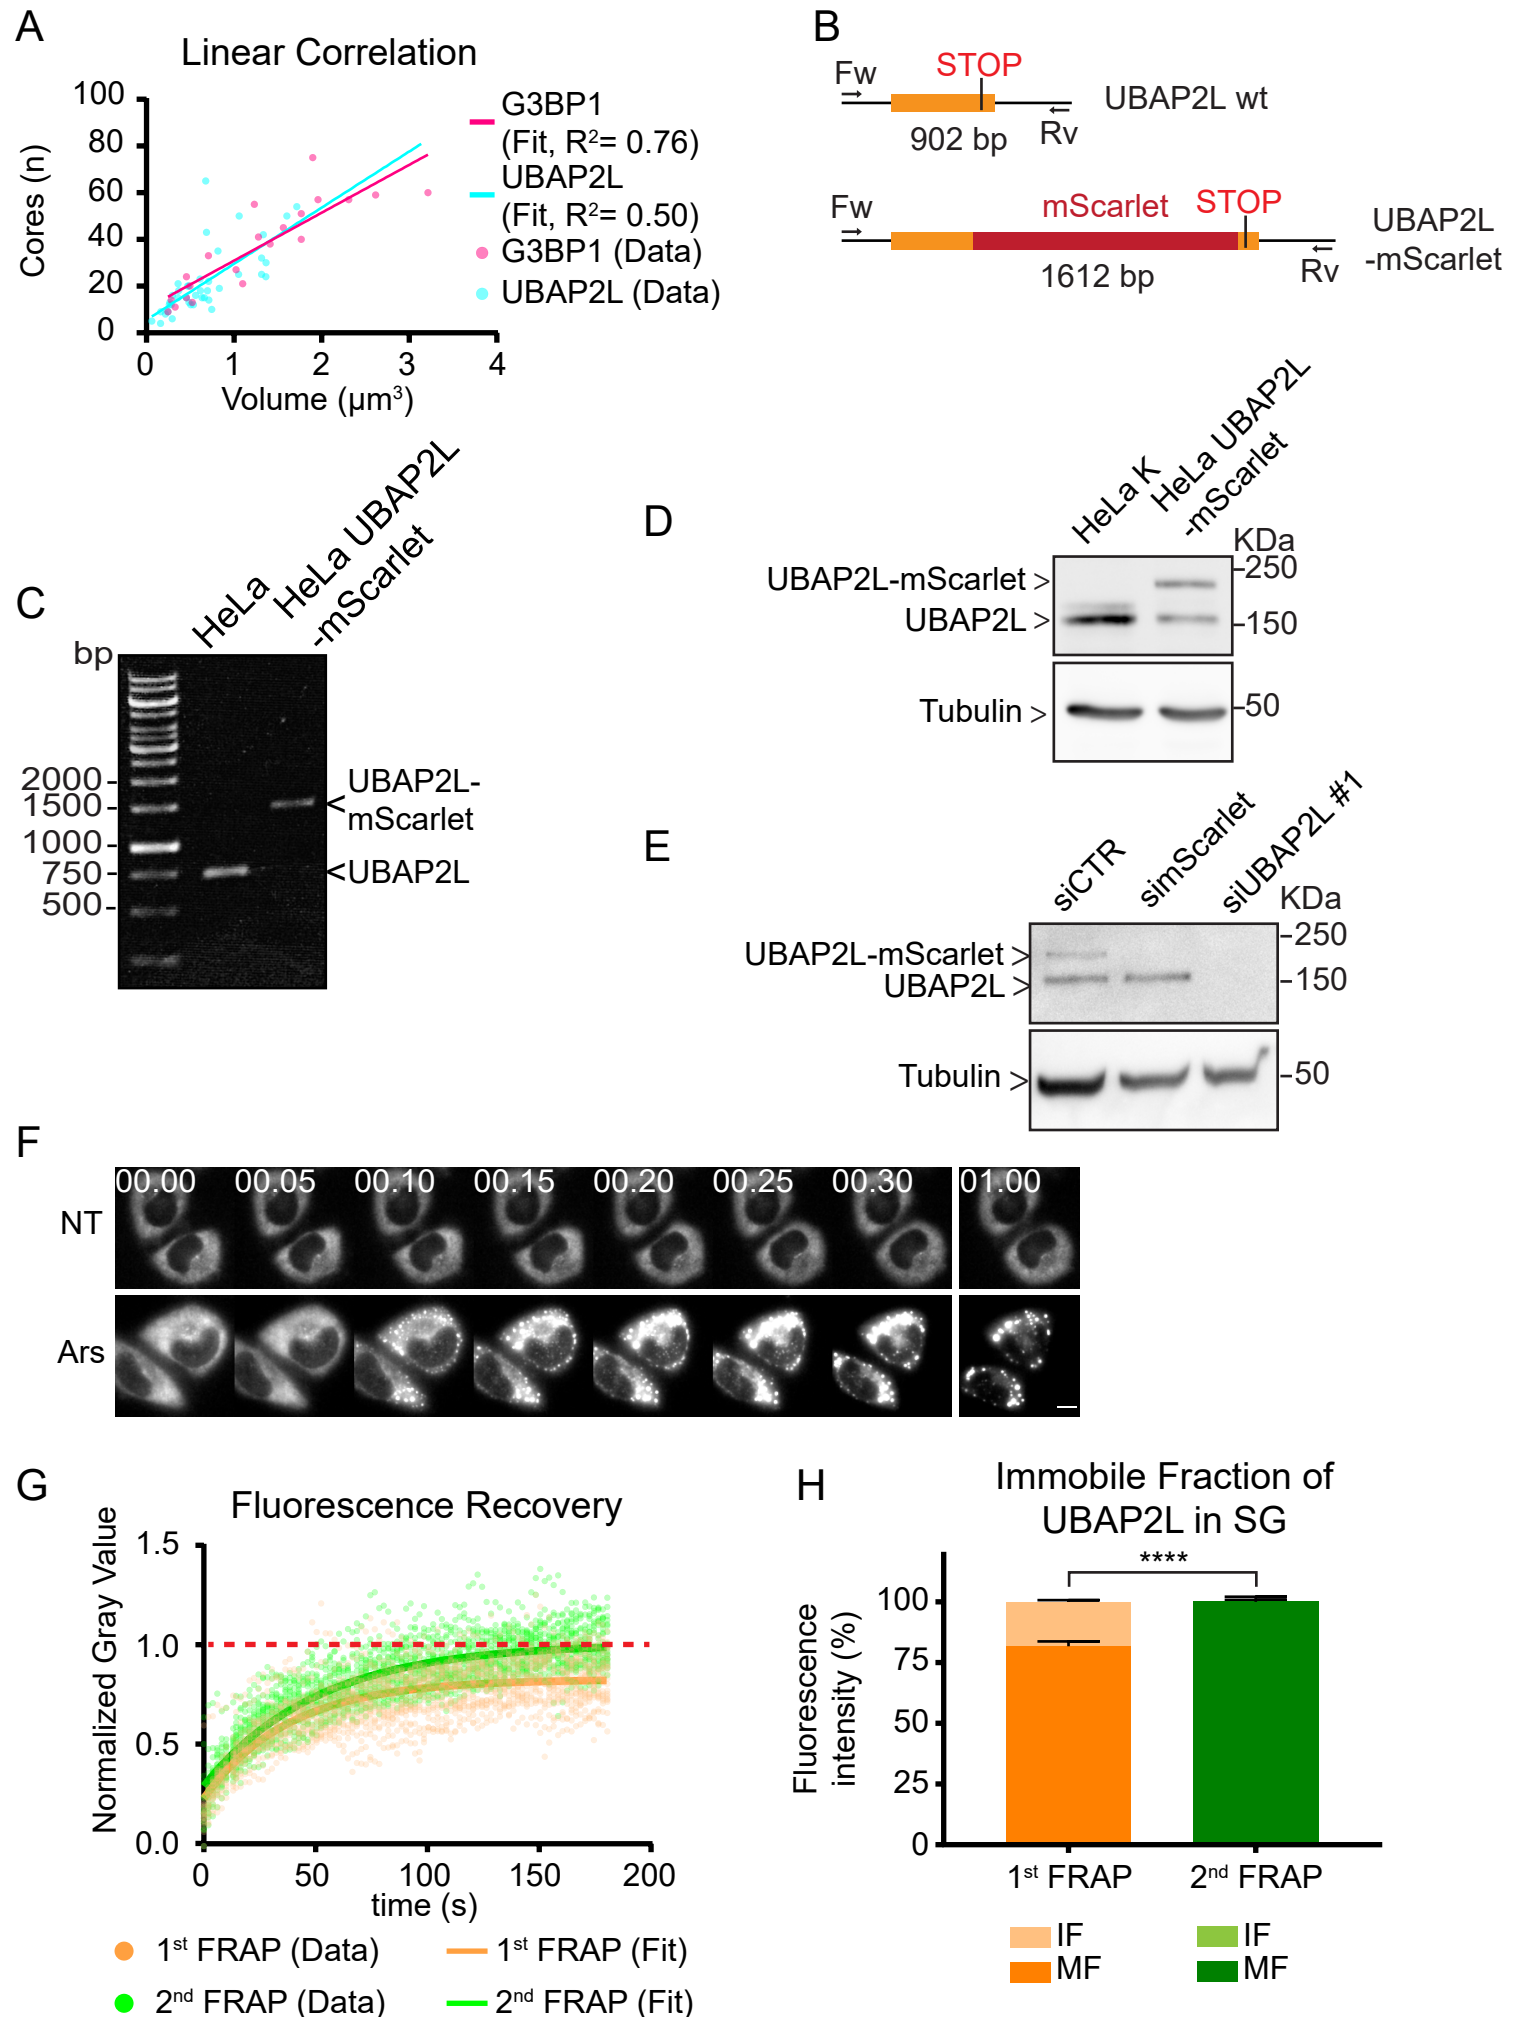 A
Linear Correlation
Cores (n)
100
80
60
40
20
0
0 1 2 3 4
Volume (µm³)
G3BP1
(Fit, R²= 0.76)
UBAP2L
(Fit, R²= 0.50)
G3BP1 (Data)
UBAP2L (Data)
B
Fw
STOP
UBAP2L wt
902 bp
Rv
Fw
mScarlet
STOP
UBAP2L
-mScarlet
1612 bp
Rv
C
HeLa
HeLa UBAP2L
-mScarlet
bp
2000-
1500-
1000-
750-
500-
<UBAP2L-
mScarlet
<UBAP2L
D
HeLa K
HeLa UBAP2L
-mScarlet
KDa
UBAP2L-mScarlet >
UBAP2L >
-250
-150
Tubulin >
-50
E
siCTR
simScarlet
siUBAP2L #1
KDa
UBAP2L-mScarlet >
UBAP2L >
-250
-150
Tubulin >
-50
F
00.00 00.05 00.10 00.15 00.20 00.25 00.30 01.00
NT
Ars
G
Fluorescence Recovery
Normalized Gray Value
1.5
1.0
0.5
0.0
0 50 100 150 200
time (s)
1st FRAP (Data)
1st FRAP (Fit)
2nd FRAP (Data)
2nd FRAP (Fit)
H
Immobile Fraction of
UBAP2L in SG
****
Fluorescence
intensity (%)
100
75
50
25
0
1st FRAP
2nd FRAP
IF
MF
IF
MF